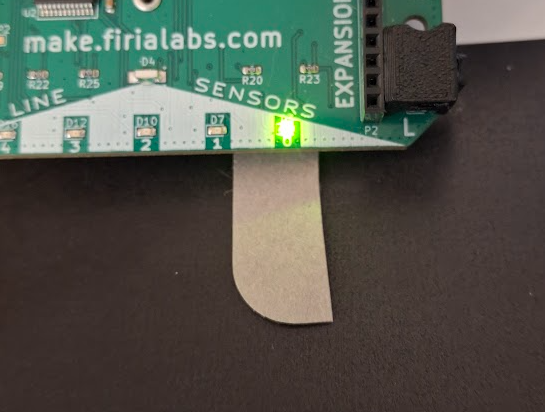 U2
EXPANSION
make.firialabs.com
D4
R22
R25
R20
R23
LINE SENSORS
D12
D10
D7
4
3
2
1
0
P2
L